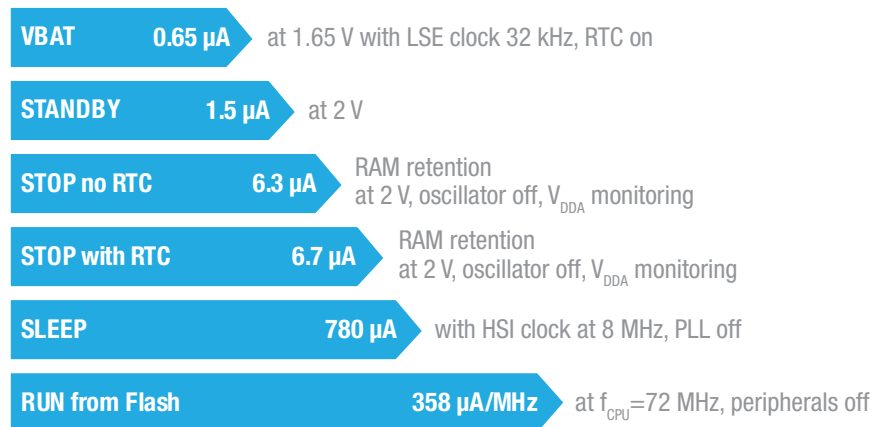 VBAT 0.65 µA at 1.65 V with LSE clock 32 kHz, RTC on
STANDBY 1.5 µA at 2 V
STOP no RTC 6.3 µA RAM retention
at 2 V, oscillator off, VDDA monitoring
STOP with RTC 6.7 µA RAM retention
at 2 V, oscillator off, VDDA monitoring
SLEEP 780 µA with HSI clock at 8 MHz, PLL off
RUN from Flash 358 µA/MHz at fCPU=72 MHz, peripherals off